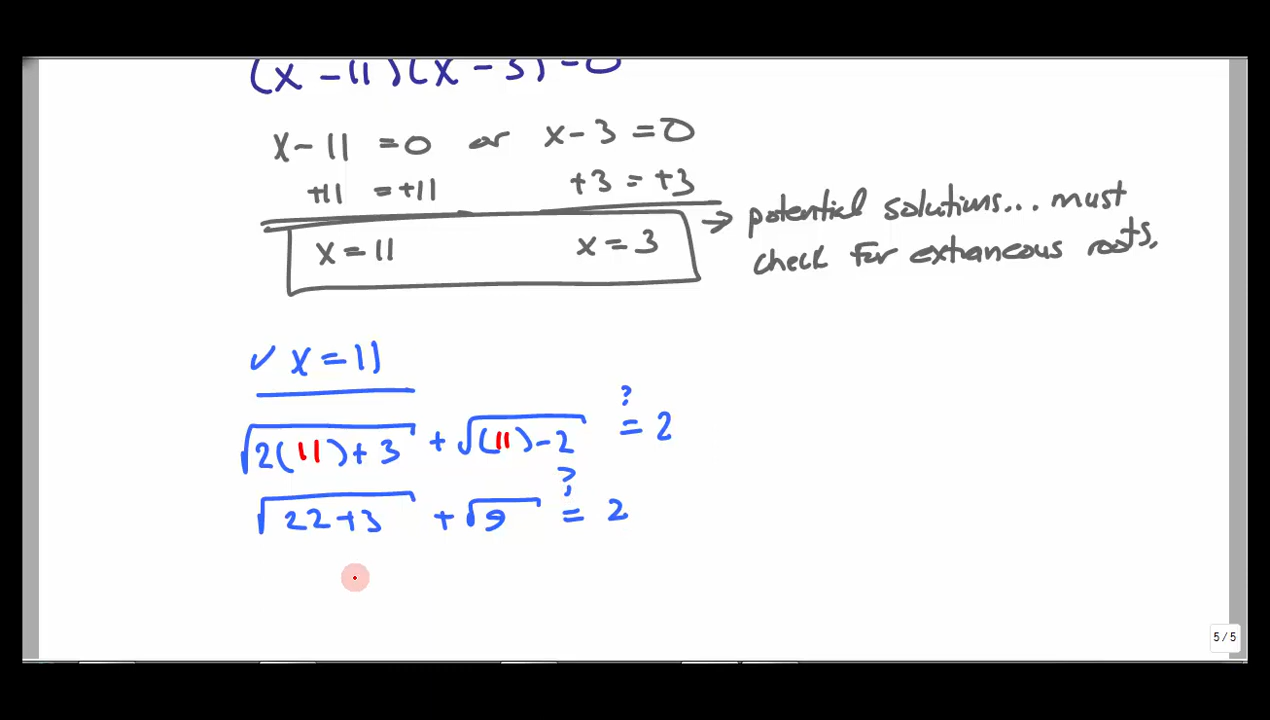 (x - 11)(x - 3) = 0
x - 11 = 0 or x - 3 = 0
+11 = +11 +3 = +3
x = 11 x = 3
→ potential solutions... must
check for extraneous roots.
✓ x = 11
√(2(11) + 3) + √((11) - 2) ?= 2
√(22 + 3) + √9 ?= 2
5 / 5